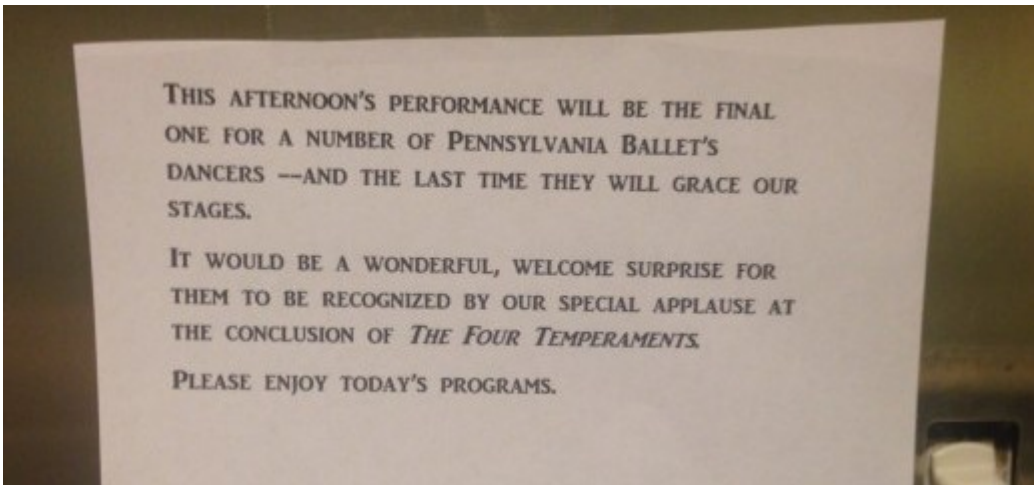 THIS AFTERNOON'S PERFORMANCE WILL BE THE FINAL
ONE FOR A NUMBER OF PENNSYLVANIA BALLET'S
DANCERS --AND THE LAST TIME THEY WILL GRACE OUR
STAGES.
IT WOULD BE A WONDERFUL, WELCOME SURPRISE FOR
THEM TO BE RECOGNIZED BY OUR SPECIAL APPLAUSE AT
THE CONCLUSION OF THE FOUR TEMPERAMENTS.
PLEASE ENJOY TODAY'S PROGRAMS.